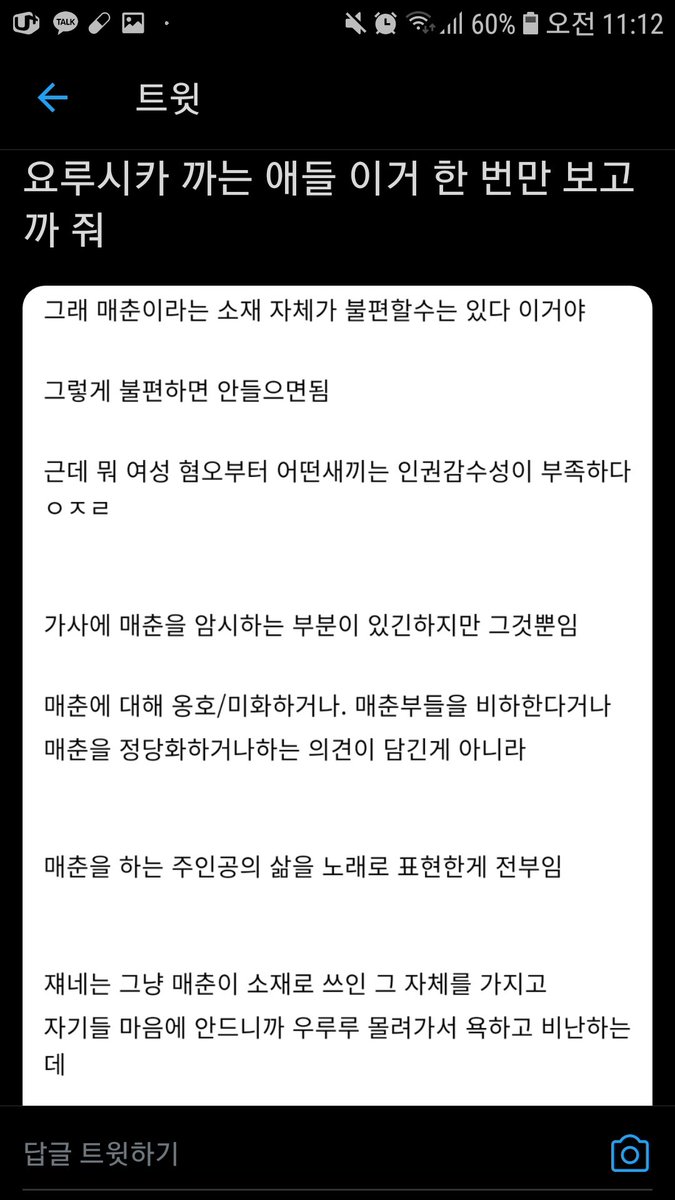 U+ TALK 60% 오전 11:12
트윗
요루시카 까는 애들 이거 한 번만 보고
까 줘
그래 매춘이라는 소재 자체가 불편할수는 있다 이거야
그렇게 불편하면 안들으면됨
근데 뭐 여성 혐오부터 어떤새끼는 인권감수성이 부족하다
ㅇㅈㄹ
가사에 매춘을 암시하는 부분이 있긴하지만 그것뿐임
매춘에 대해 옹호/미화하거나. 매춘부들을 비하한다거나
매춘을 정당화하거나하는 의견이 담긴게 아니라
매춘을 하는 주인공의 삶을 노래로 표현한게 전부임
쟤네는 그냥 매춘이 소재로 쓰인 그 자체를 가지고
자기들 마음에 안드니까 우루루 몰려가서 욕하고 비난하는
데
답글 트윗하기